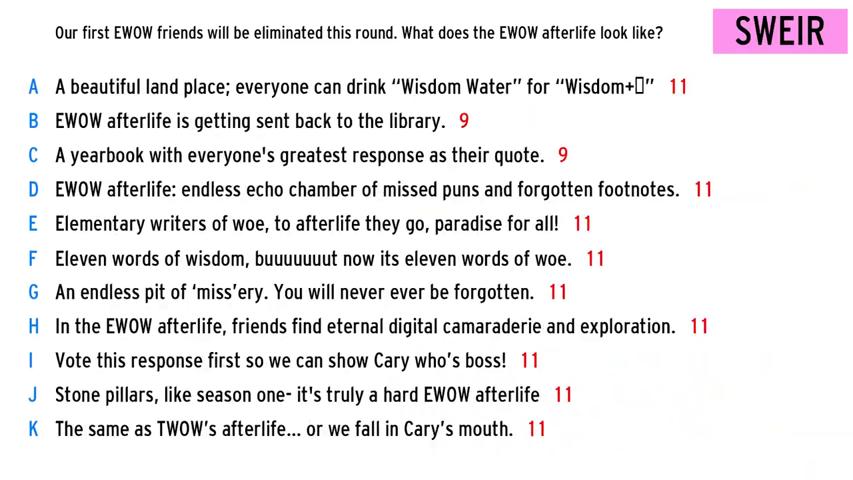 Our first EWOW friends will be eliminated this round. What does the EWOW afterlife look like?
SWEIR
A A beautiful land place; everyone can drink “Wisdom Water” for “Wisdom+▯” 11
B EWOW afterlife is getting sent back to the library. 9
C A yearbook with everyone's greatest response as their quote. 9
D EWOW afterlife: endless echo chamber of missed puns and forgotten footnotes. 11
E Elementary writers of woe, to afterlife they go, paradise for all! 11
F Eleven words of wisdom, buuuuuuut now its eleven words of woe. 11
G An endless pit of ‘miss’ery. You will never ever be forgotten. 11
H In the EWOW afterlife, friends find eternal digital camaraderie and exploration. 11
I Vote this response first so we can show Cary who’s boss! 11
J Stone pillars, like season one- it's truly a hard EWOW afterlife 11
K The same as TWOW’s afterlife... or we fall in Cary’s mouth. 11